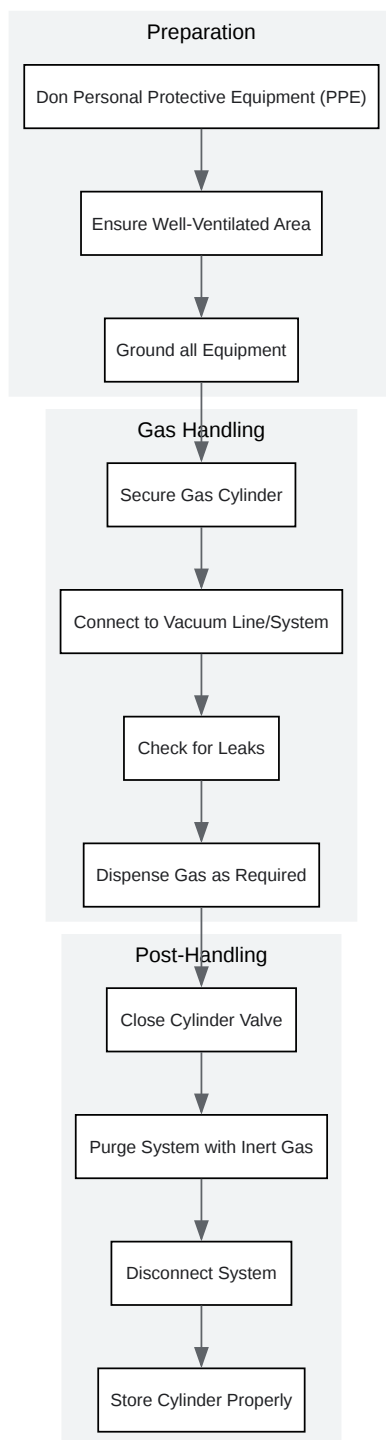 Preparation
Don Personal Protective Equipment (PPE)
Ensure Well-Ventilated Area
Ground all Equipment
Gas Handling
Secure Gas Cylinder
Connect to Vacuum Line/System
Check for Leaks
Dispense Gas as Required
Post-Handling
Close Cylinder Valve
Purge System with Inert Gas
Disconnect System
Store Cylinder Properly